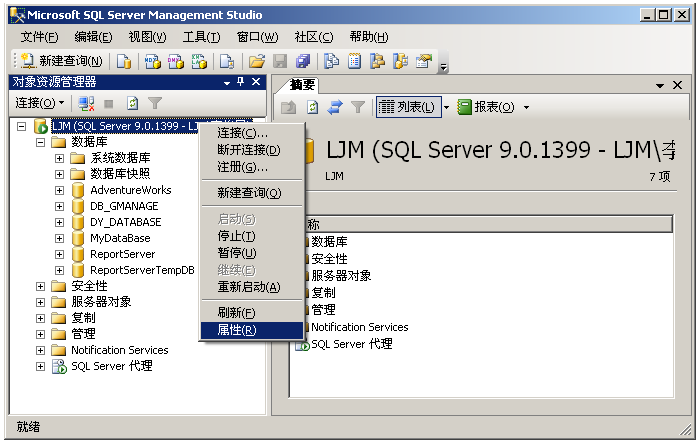 Microsoft SQL Server Management Studio
文件(F) 编辑(E) 视图(V) 工具(T) 窗口(W) 社区(C) 帮助(H)
新建查询(N)
对象资源管理器
连接(O)
LJM (SQL Server 9.0.1399 - LJ
数据库
系统数据库
数据库快照
AdventureWorks
DB_GMANAGE
DY_DATABASE
MyDataBase
ReportServer
ReportServerTempDB
安全性
服务器对象
复制
管理
Notification Services
SQL Server 代理
连接(C)...
断开连接(D)
注册(G)...
新建查询(Q)
启动(S)
停止(T)
暂停(U)
继续(E)
重新启动(A)
刷新(F)
属性(R)
摘要
列表(L) 报表(O)
LJM (SQL Server 9.0.1399 - LJM\李
LJM 7 项
称
数据库
安全性
服务器对象
复制
管理
Notification Services
SQL Server 代理
就绪